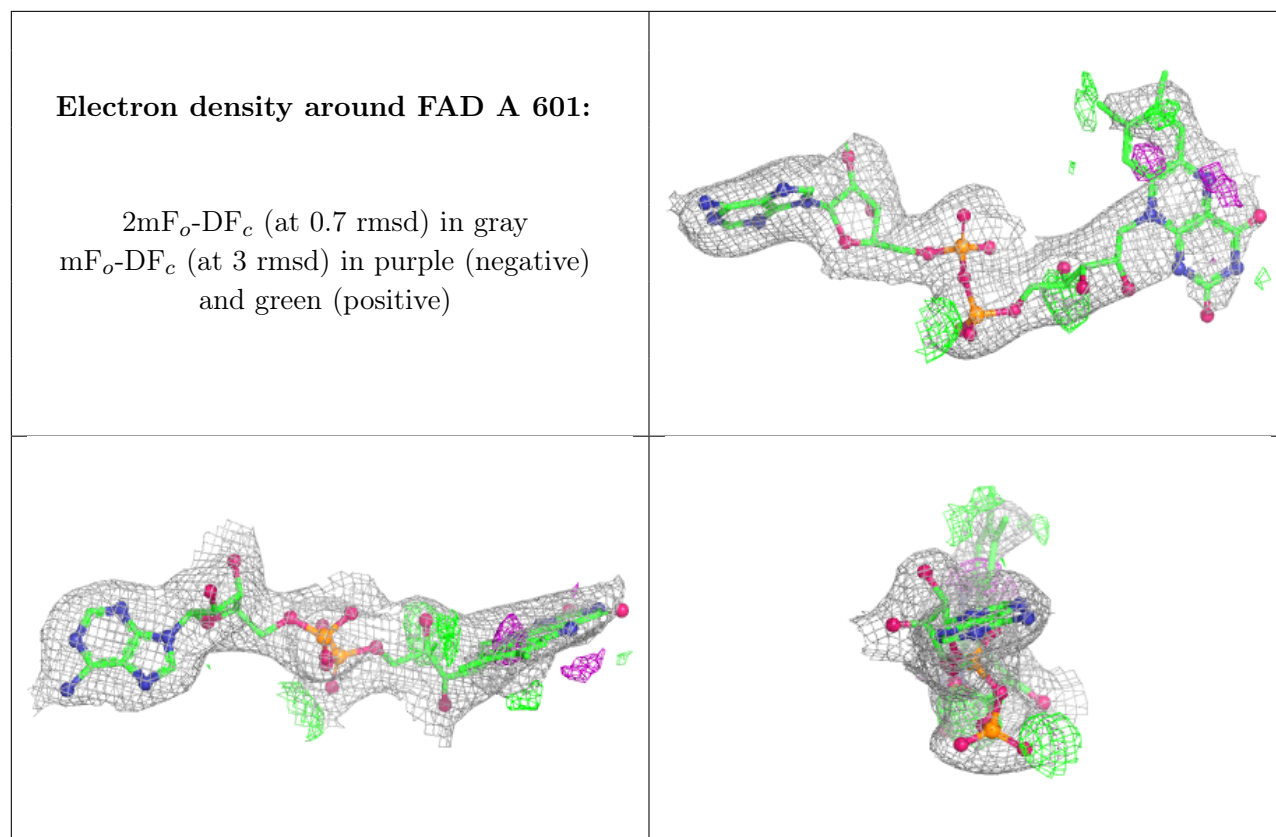 Electron density around FAD A 601:
2mFo-DFc (at 0.7 rmsd) in gray
mFo-DFc (at 3 rmsd) in purple (negative)
and green (positive)